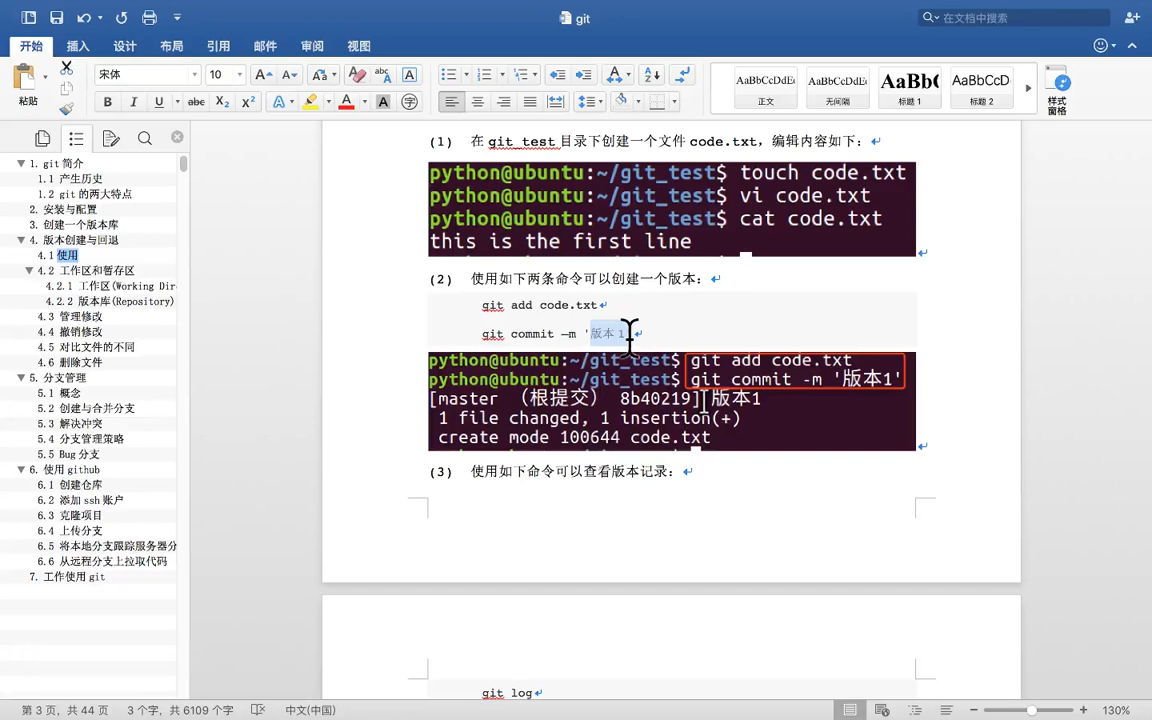 git
在文档中搜索
开始 插入 设计 布局 引用 邮件 审阅 视图
粘贴
宋体 10
AaBbCcDdEe AaBbCcDdEe AaBb( AaBbCcD
正文 无间隔 标题 1 标题 2
样式
窗格
1. git 简介
1.1 产生历史
1.2 git 的两大特点
2. 安装与配置
3. 创建一个版本库
4. 版本创建与回退
4.1 使用
4.2 工作区和暂存区
4.2.1 工作区(Working Dir
4.2.2 版本库(Repository)
4.3 管理修改
4.4 撤销修改
4.5 对比文件的不同
4.6 删除文件
5. 分支管理
5.1 概念
5.2 创建与合并分支
5.3 解决冲突
5.4 分支管理策略
5.5 Bug 分支
6. 使用 github
6.1 创建仓库
6.2 添加 ssh 账户
6.3 克隆项目
6.4 上传分支
6.5 将本地分支跟踪服务器分
6.6 从远程分支上拉取代码
7. 工作使用 git
(1) 在 git_test 目录下创建一个文件 code.txt，编辑内容如下：
python@ubuntu:~/git_test$ touch code.txt
python@ubuntu:~/git_test$ vi code.txt
python@ubuntu:~/git_test$ cat code.txt
this is the first line
(2) 使用如下两条命令可以创建一个版本：
git add code.txt
git commit –m '版本 1
python@ubuntu:~/git_test$ git add code.txt
python@ubuntu:~/git_test$ git commit -m '版本1'
[master （根提交） 8b40219] 版本1
1 file changed, 1 insertion(+)
create mode 100644 code.txt
(3) 使用如下命令可以查看版本记录：
git log
第 3 页，共 44 页 3 个字，共 6109 个字 中文(中国) 130%